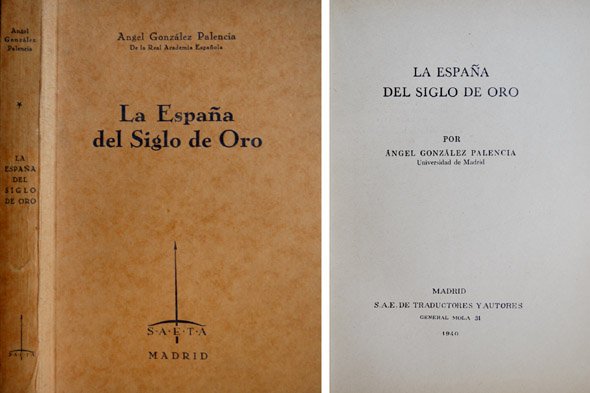 Angel
González
Palencia
*
LA
ESPAÑA
DEL
SIGLO
DE ORO
SAETA
Angel González Palencia
De la Real Academia Española
La España
del Siglo de Oro
S·A·E·T·A
MADRID
LA ESPAÑA
DEL SIGLO DE ORO
POR
ÁNGEL GONZÁLEZ PALENCIA
Universidad de Madrid
MADRID
S.A.E. DE TRADUCTORES Y AUTORES
GENERAL MOLA 31
1940